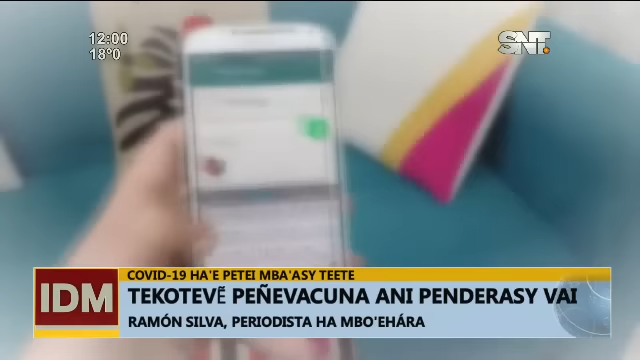 12:00
18°0
SNT.
COVID-19 HA'E PETEI MBA'ASY TEETE
IDM
TEKOTEVẼ PEÑEVACUNA ANI PENDERASY VAI
RAMÓN SILVA, PERIODISTA HA MBO'EHÁRA